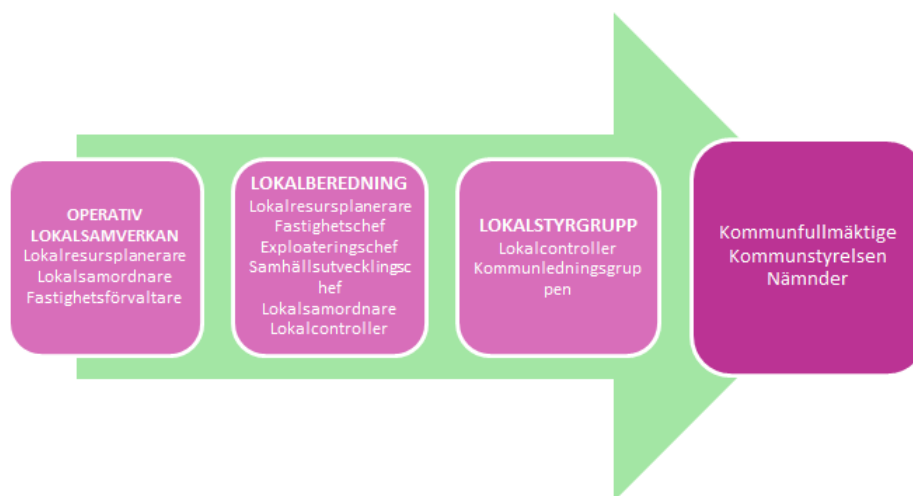 OPERATIV
LOKALSAMVERKAN
Lokalresursplanerare
Lokalsamordnare
Fastighetsförvaltare
LOKALBEREDNING
Lokalresursplanerare
Fastighetschef
Exploateringschef
Samhällsutvecklingsc
hef
Lokalsamordnare
Lokalcontroller
LOKALSTYRGRUPP
Lokalcontroller
Kommunledningsgrup
pen
Kommunfullmäktige
Kommunstyrelsen
Nämnder